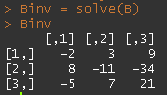 > Binv = solve(B)
> Binv
[,1] [,2] [,3]
[1,] -2 3 9
[2,] 8 -11 -34
[3,] -5 7 21